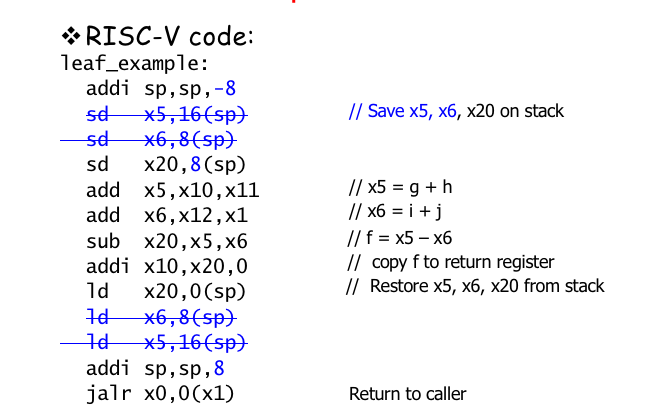 ❖ RISC-V code:
leaf_example:
addi sp,sp,-8
sd x5,16(sp) // Save x5, x6, x20 on stack
sd x6,8(sp)
sd x20,8(sp)
add x5,x10,x11 // x5 = g + h
add x6,x12,x1 // x6 = i + j
sub x20,x5,x6 // f = x5 – x6
addi x10,x20,0 // copy f to return register
ld x20,0(sp) // Restore x5, x6, x20 from stack
ld x6,8(sp)
ld x5,16(sp)
addi sp,sp,8
jalr x0,0(x1) Return to caller